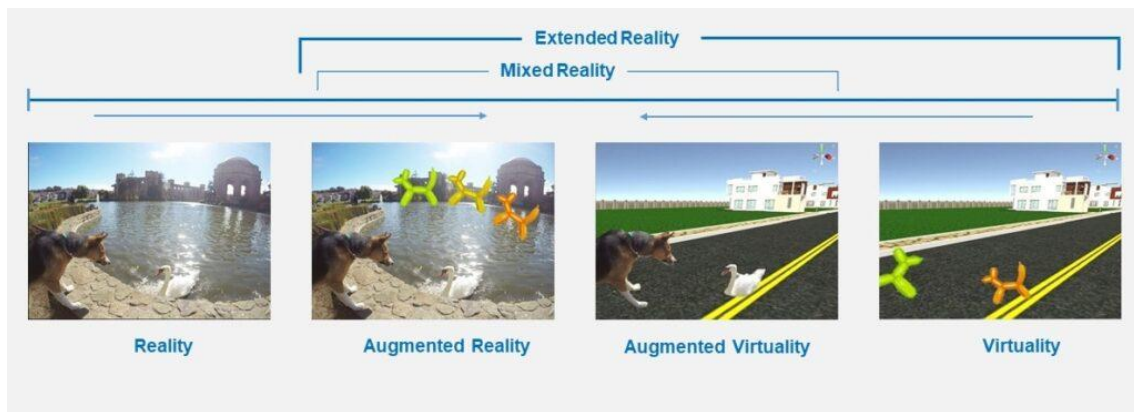 Extended Reality
Mixed Reality
Reality
Augmented Reality
Augmented Virtuality
Virtuality